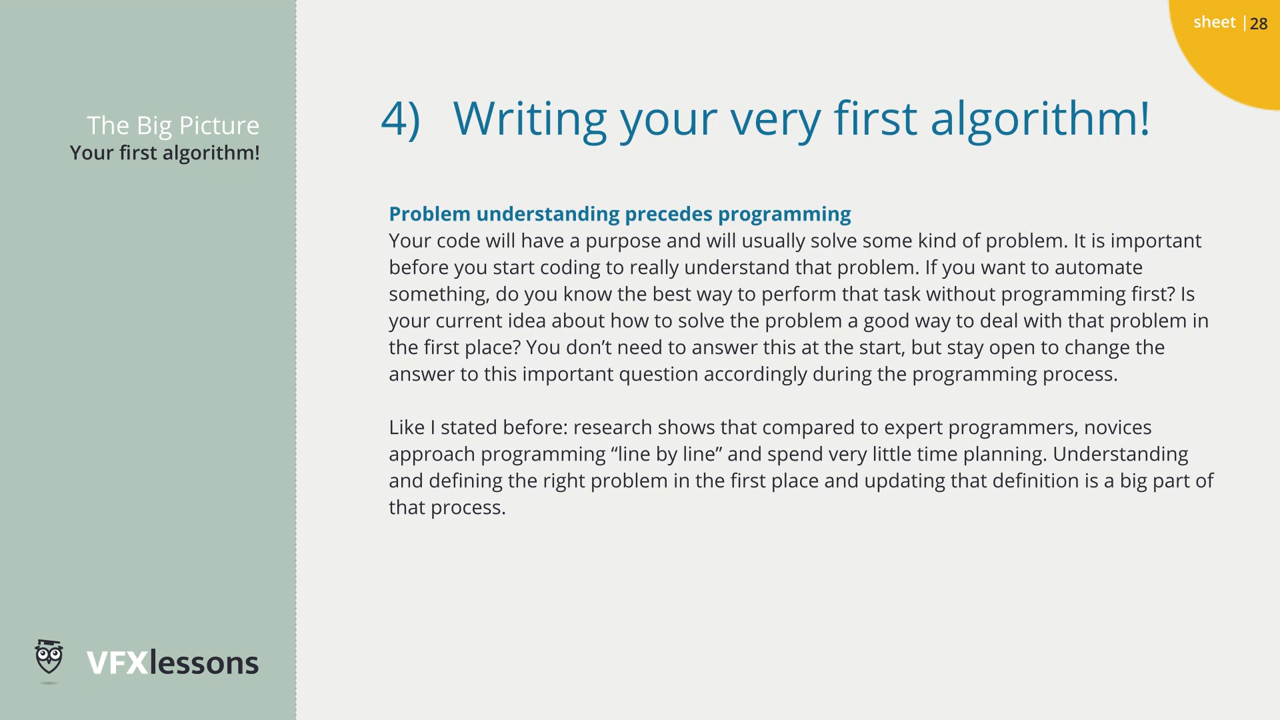 sheet |28
The Big Picture
Your first algorithm!
4) Writing your very first algorithm!
Problem understanding precedes programming
Your code will have a purpose and will usually solve some kind of problem. It is important
before you start coding to really understand that problem. If you want to automate
something, do you know the best way to perform that task without programming first? Is
your current idea about how to solve the problem a good way to deal with that problem in
the first place? You don’t need to answer this at the start, but stay open to change the
answer to this important question accordingly during the programming process.
Like I stated before: research shows that compared to expert programmers, novices
approach programming “line by line” and spend very little time planning. Understanding
and defining the right problem in the first place and updating that definition is a big part of
that process.
VFXlessons